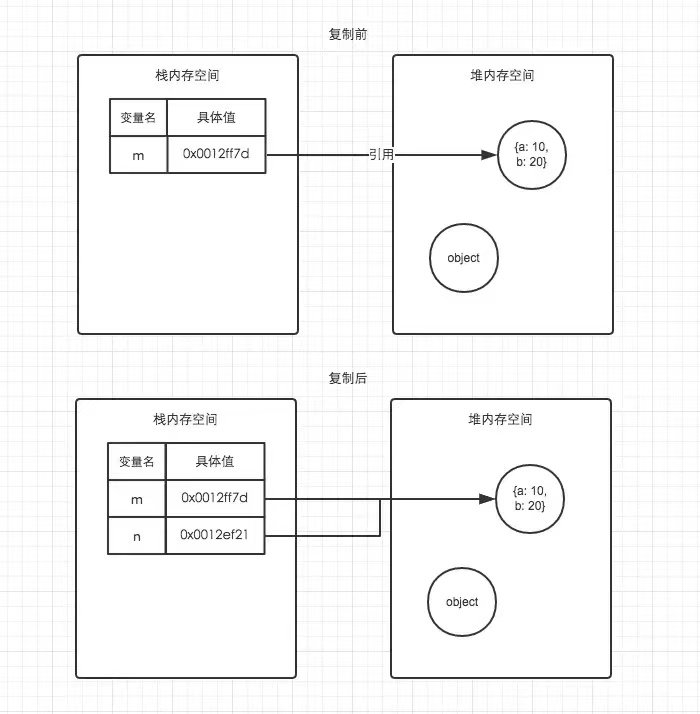 复制前
栈内存空间
堆内存空间
变量名 具体值
m 0x0012ff7d
引用
{a: 10,
b: 20}
object
复制后
栈内存空间
堆内存空间
变量名 具体值
m 0x0012ff7d
n 0x0012ef21
{a: 10,
b: 20}
object